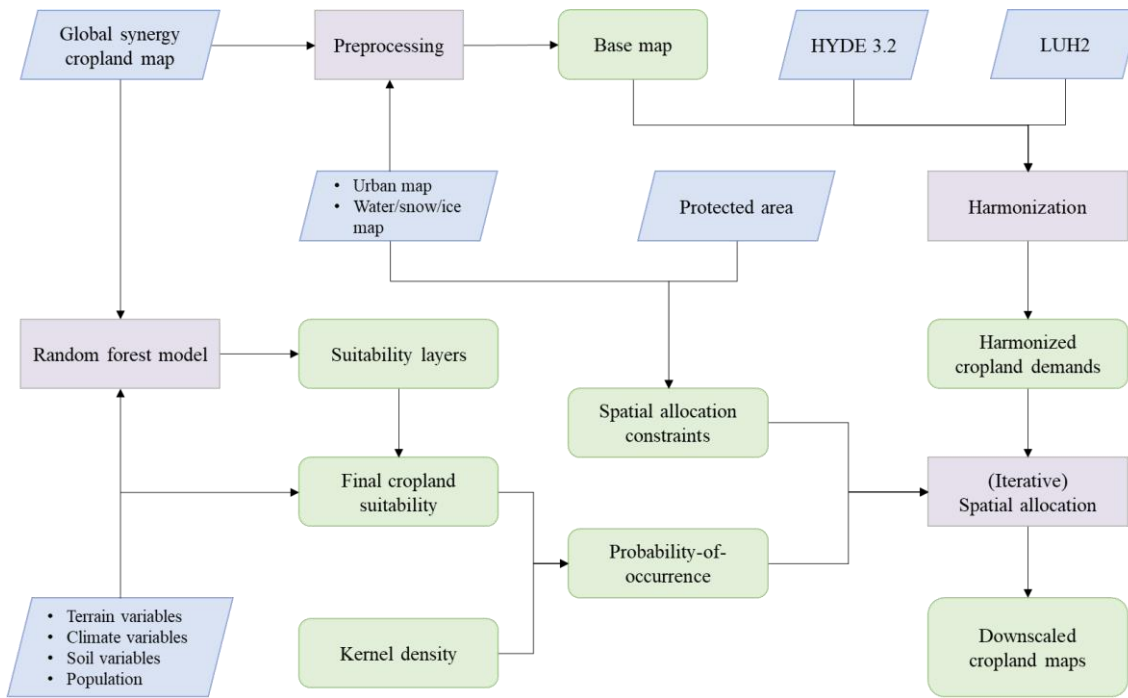 Global synergy
cropland map
Preprocessing
Base map
HYDE 3.2
LUH2
• Urban map
• Water/snow/ice
map
Protected area
Harmonization
Random forest model
Suitability layers
Harmonized
cropland demands
Spatial allocation
constraints
Final cropland
suitability
(Iterative)
Spatial allocation
Probability-of-
occurrence
• Terrain variables
• Climate variables
• Soil variables
• Population
Kernel density
Downscaled
cropland maps